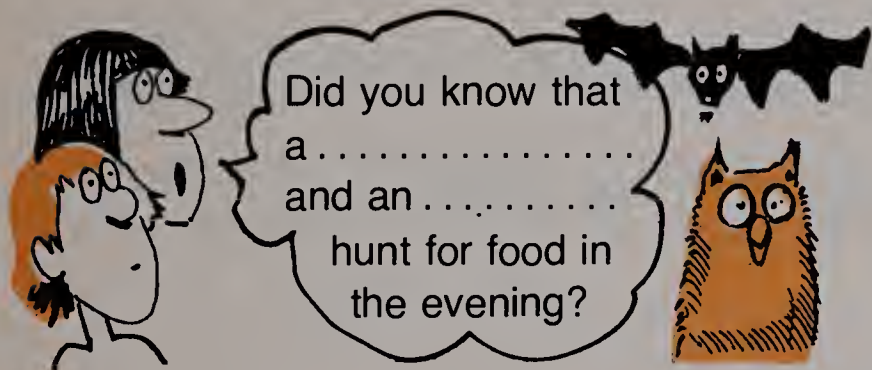 Did you know that
a . . . . . . . . . . . . . . . . .
and an . . . . . . . . . .
hunt for food in
the evening?